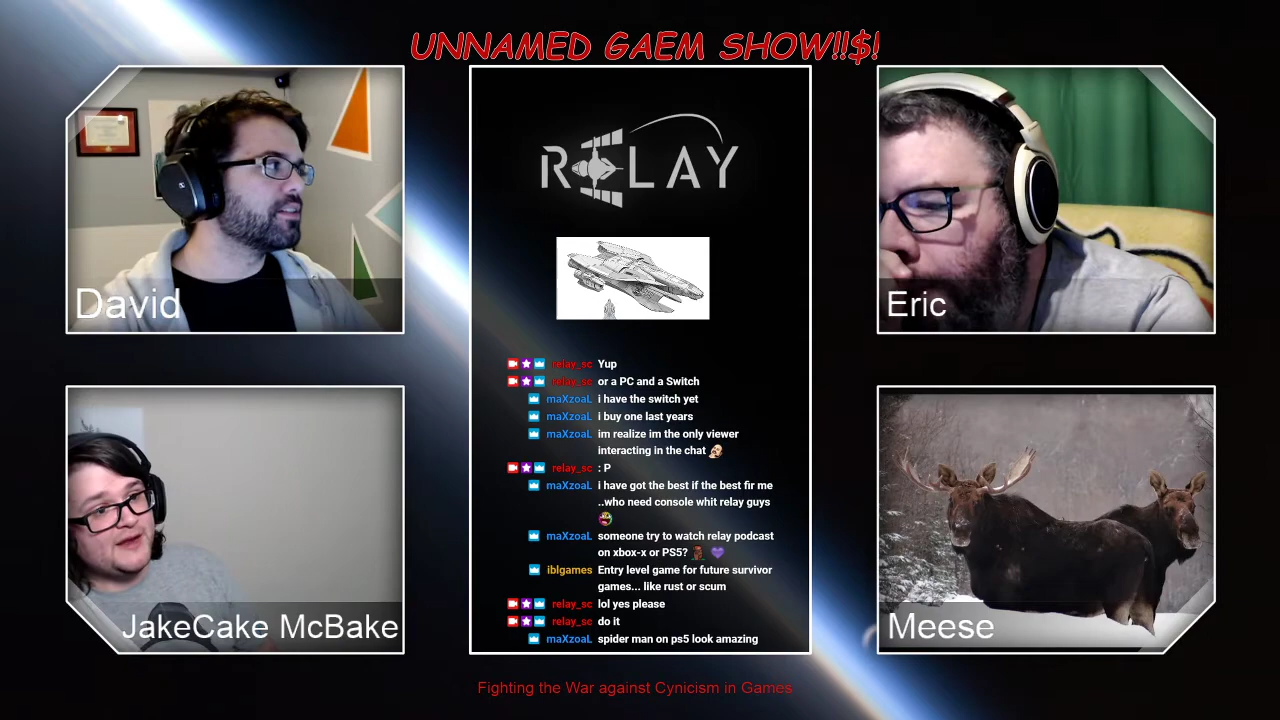 UNNAMED GAEM SHOW!!$!
RELAY
David
Eric
relay_sc Yup
relay_sc or a PC and a Switch
maXzoaL i have the switch yet
maXzoaL i buy one last years
maXzoaL im realize im the only viewer
interacting in the chat
relay_sc : P
maXzoaL i have got the best if the best fir me
..who need console whit relay guys
maXzoaL someone try to watch relay podcast
on xbox-x or PS5?
iblgames Entry level game for future survivor
games... like rust or scum
relay_sc lol yes please
relay_sc do it
maXzoaL spider man on ps5 look amazing
JakeCake McBake
Meese
Fighting the War against Cynicism in Games